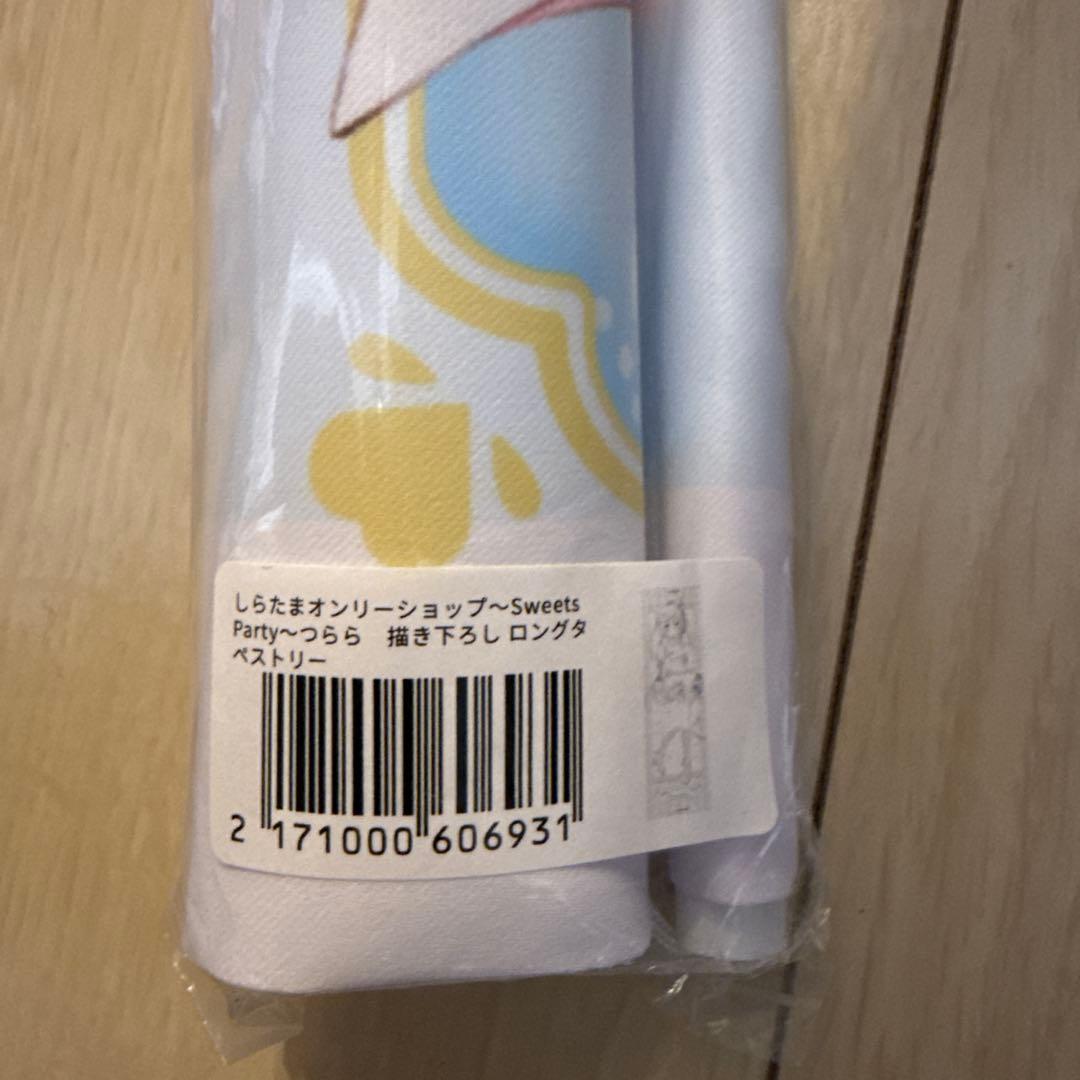 しらたまオンリーショップ～Sweets
Party～つらら　描き下ろし ロングタ
ペストリー
2 171000 606931